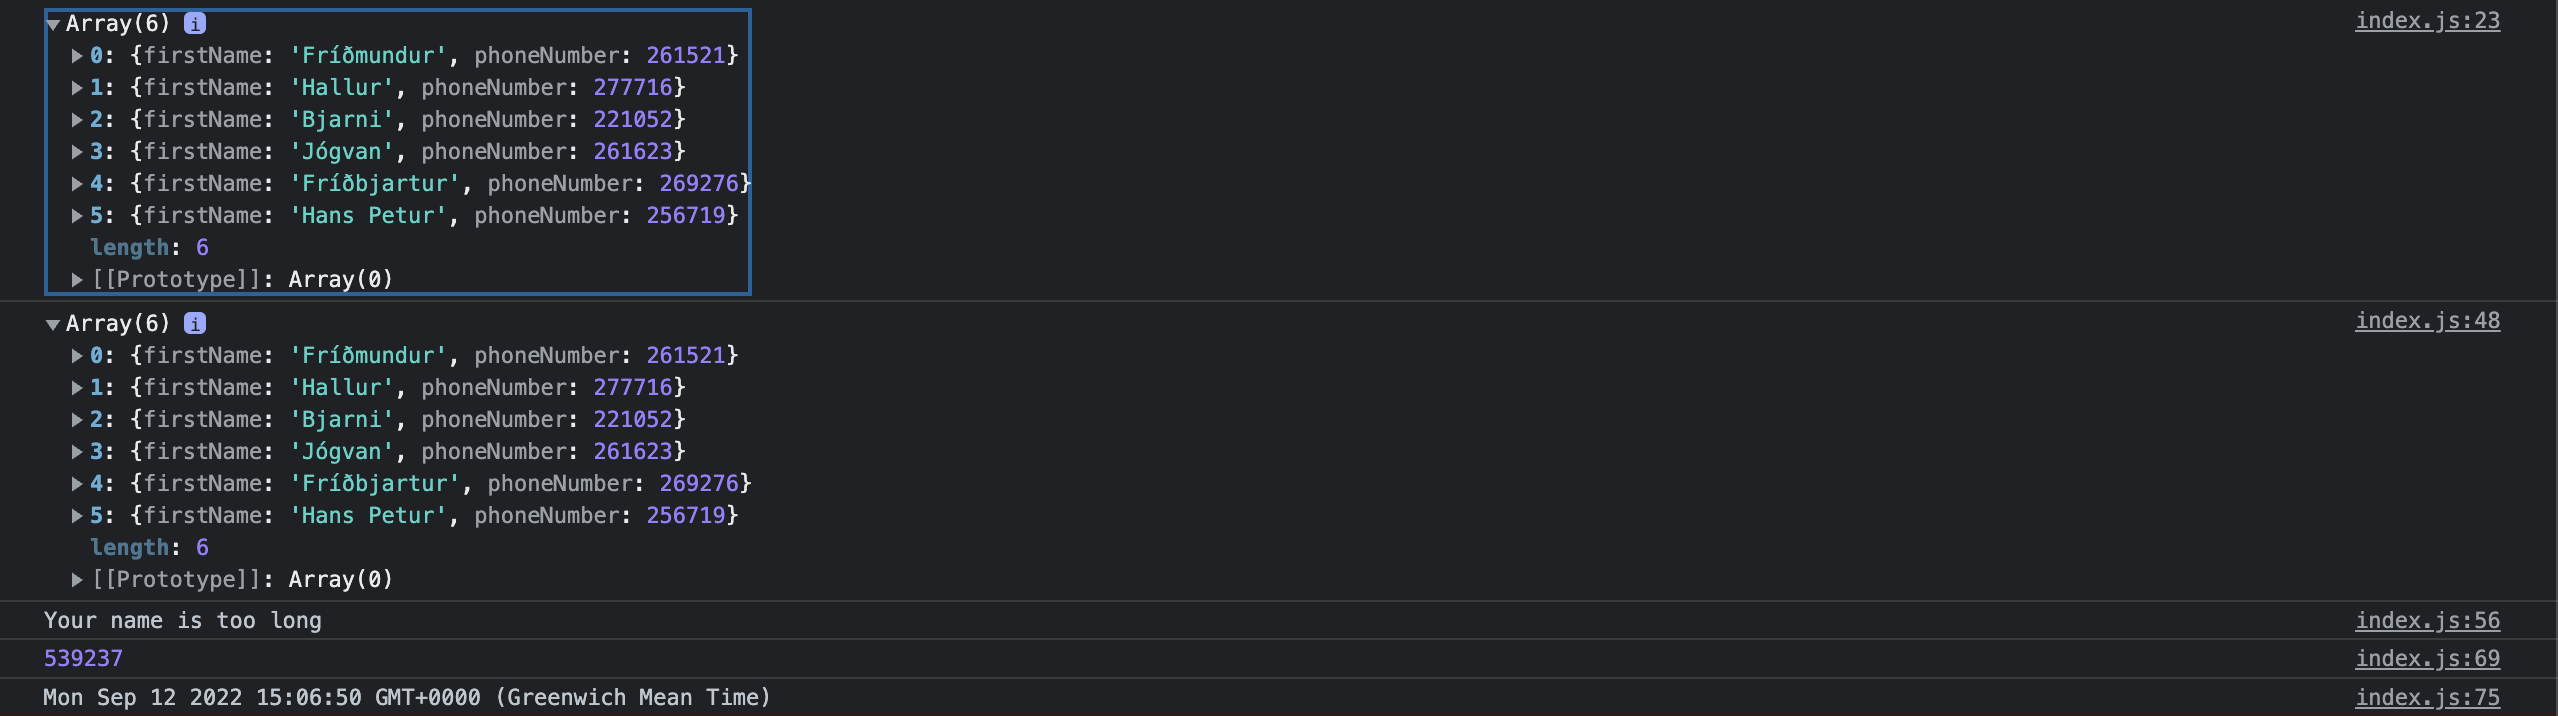 Array(6) i index.js:23
0: {firstName: 'Fríðmundur', phoneNumber: 261521}
1: {firstName: 'Hallur', phoneNumber: 277716}
2: {firstName: 'Bjarni', phoneNumber: 221052}
3: {firstName: 'Jógvan', phoneNumber: 261623}
4: {firstName: 'Fríðbjartur', phoneNumber: 269276}
5: {firstName: 'Hans Petur', phoneNumber: 256719}
length: 6
[[Prototype]]: Array(0)
Array(6) i index.js:48
0: {firstName: 'Fríðmundur', phoneNumber: 261521}
1: {firstName: 'Hallur', phoneNumber: 277716}
2: {firstName: 'Bjarni', phoneNumber: 221052}
3: {firstName: 'Jógvan', phoneNumber: 261623}
4: {firstName: 'Fríðbjartur', phoneNumber: 269276}
5: {firstName: 'Hans Petur', phoneNumber: 256719}
length: 6
[[Prototype]]: Array(0)
Your name is too long index.js:56
539237 index.js:69
Mon Sep 12 2022 15:06:50 GMT+0000 (Greenwich Mean Time) index.js:75